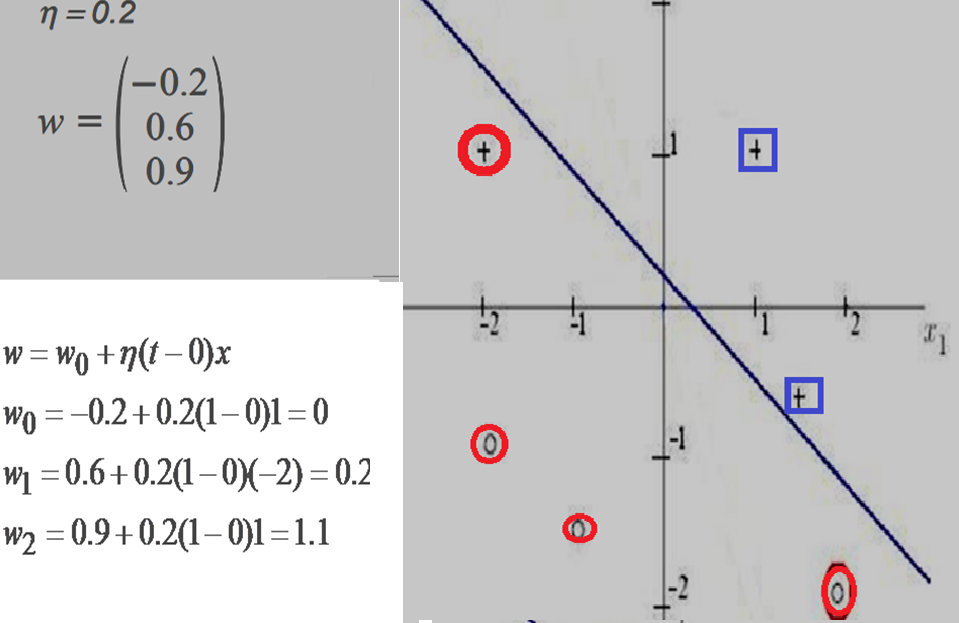 η = 0.2
w = (−0.2
0.6
0.9)
w = w₀ + η(t − 0)x
w₀ = −0.2 + 0.2(1 − 0)1 = 0
w₁ = 0.6 + 0.2(1 − 0)(−2) = 0.2
w₂ = 0.9 + 0.2(1 − 0)1 = 1.1
+ 1 +
-2 -1 1 2 x₁
+
o -1
o
o -2